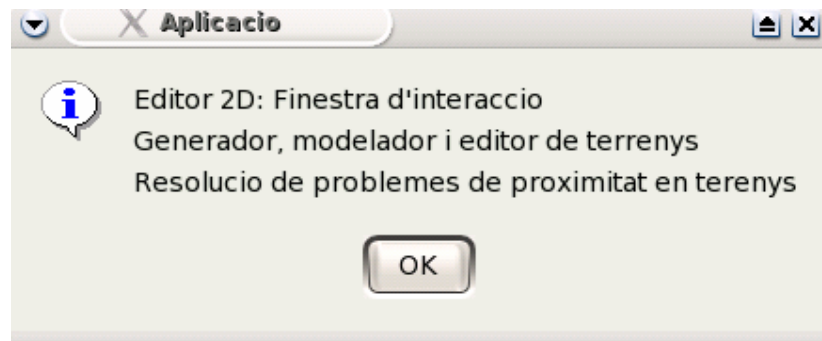 Aplicacio
Editor 2D: Finestra d'interaccio
Generador, modelador i editor de terrenys
Resolucio de problemes de proximitat en terenys
OK